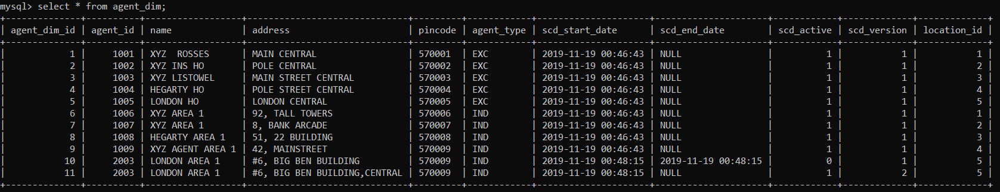 mysql> select * from agent_dim;
+--------------+----------+-----------------+----------------------------+---------+------------+---------------------+---------------------+------------+-------------+-------------+
| agent_dim_id | agent_id | name            | address                    | pincode | agent_type | scd_start_date      | scd_end_date        | scd_active | scd_version | location_id |
+--------------+----------+-----------------+----------------------------+---------+------------+---------------------+---------------------+------------+-------------+-------------+
|            1 |     1001 | XYZ  ROSSES     | MAIN CENTRAL               | 570001  | EXC        | 2019-11-19 00:46:43 | NULL                |          1 |           1 |           1 |
|            2 |     1002 | XYZ INS HO      | POLE CENTRAL               | 570002  | EXC        | 2019-11-19 00:46:43 | NULL                |          1 |           1 |           2 |
|            3 |     1003 | XYZ LISTOWEL    | MAIN STREET CENTRAL        | 570003  | EXC        | 2019-11-19 00:46:43 | NULL                |          1 |           1 |           3 |
|            4 |     1004 | HEGARTY HO      | POLE STREET CENTRAL        | 570004  | EXC        | 2019-11-19 00:46:43 | NULL                |          1 |           1 |           4 |
|            5 |     1005 | LONDON HO       | LONDON CENTRAL             | 570005  | EXC        | 2019-11-19 00:46:43 | NULL                |          1 |           1 |           5 |
|            6 |     1006 | XYZ AREA 1      | 92, TALL TOWERS            | 570006  | IND        | 2019-11-19 00:46:43 | NULL                |          1 |           1 |           1 |
|            7 |     1007 | XYZ AREA 1      | 8, BANK ARCADE             | 570007  | IND        | 2019-11-19 00:46:43 | NULL                |          1 |           1 |           2 |
|            8 |     1008 | HEGARTY AREA 1  | 51, 22 BUILDING            | 570008  | IND        | 2019-11-19 00:46:43 | NULL                |          1 |           1 |           3 |
|            9 |     1009 | XYZ AGENT AREA 1 | 42, MAINSTREET             | 570009  | IND        | 2019-11-19 00:46:43 | NULL                |          1 |           1 |           4 |
|           10 |     2003 | LONDON AREA 1   | #6, BIG BEN BUILDING       | 570009  | IND        | 2019-11-19 00:48:15 | 2019-11-19 00:48:15 |          0 |           1 |           5 |
|           11 |     2003 | LONDON AREA 1   | #6, BIG BEN BUILDING,CENTRAL | 570009  | IND        | 2019-11-19 00:48:15 | NULL                |          1 |           2 |           5 |
+--------------+----------+-----------------+----------------------------+---------+------------+---------------------+---------------------+------------+-------------+-------------+